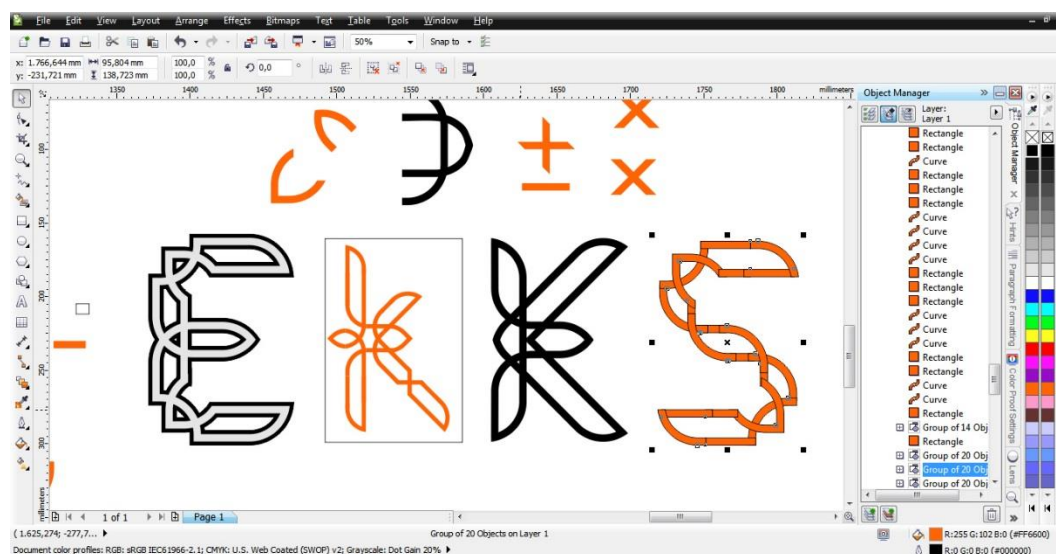 File Edit View Layout Arrange Effects Bitmaps Text Table Tools Window Help
50% Snap to
x: 1.766,644 mm 95,804 mm 100,0 % 0,0 °
y: -231,721 mm 138,723 mm 100,0 %
1350 1400 1450 1500 1550 1600 1650 1700 1750 1800 millimeters
100
150
200
250
300
millimeters
E K K S
Object Manager
Layer:
Layer 1
Rectangle
Rectangle
Curve
Rectangle
Rectangle
Rectangle
Curve
Curve
Curve
Curve
Rectangle
Rectangle
Rectangle
Curve
Curve
Curve
Rectangle
Rectangle
Curve
Curve
Rectangle
Group of 14 Obj
Rectangle
Group of 20 Obj
Group of 20 Obj
Group of 20 Obj
Object Manager
Hints
Paragraph Formatting
Color Proof Settings
Lens
1 of 1 Page 1
( 1.625,274; -277,7... Group of 20 Objects on Layer 1 R:255 G:102 B:0 (#FF6600)
Document color profiles: RGB: sRGB IEC61966-2.1; CMYK: U.S. Web Coated (SWOP) v2; Grayscale: Dot Gain 20% R:0 G:0 B:0 (#000000)